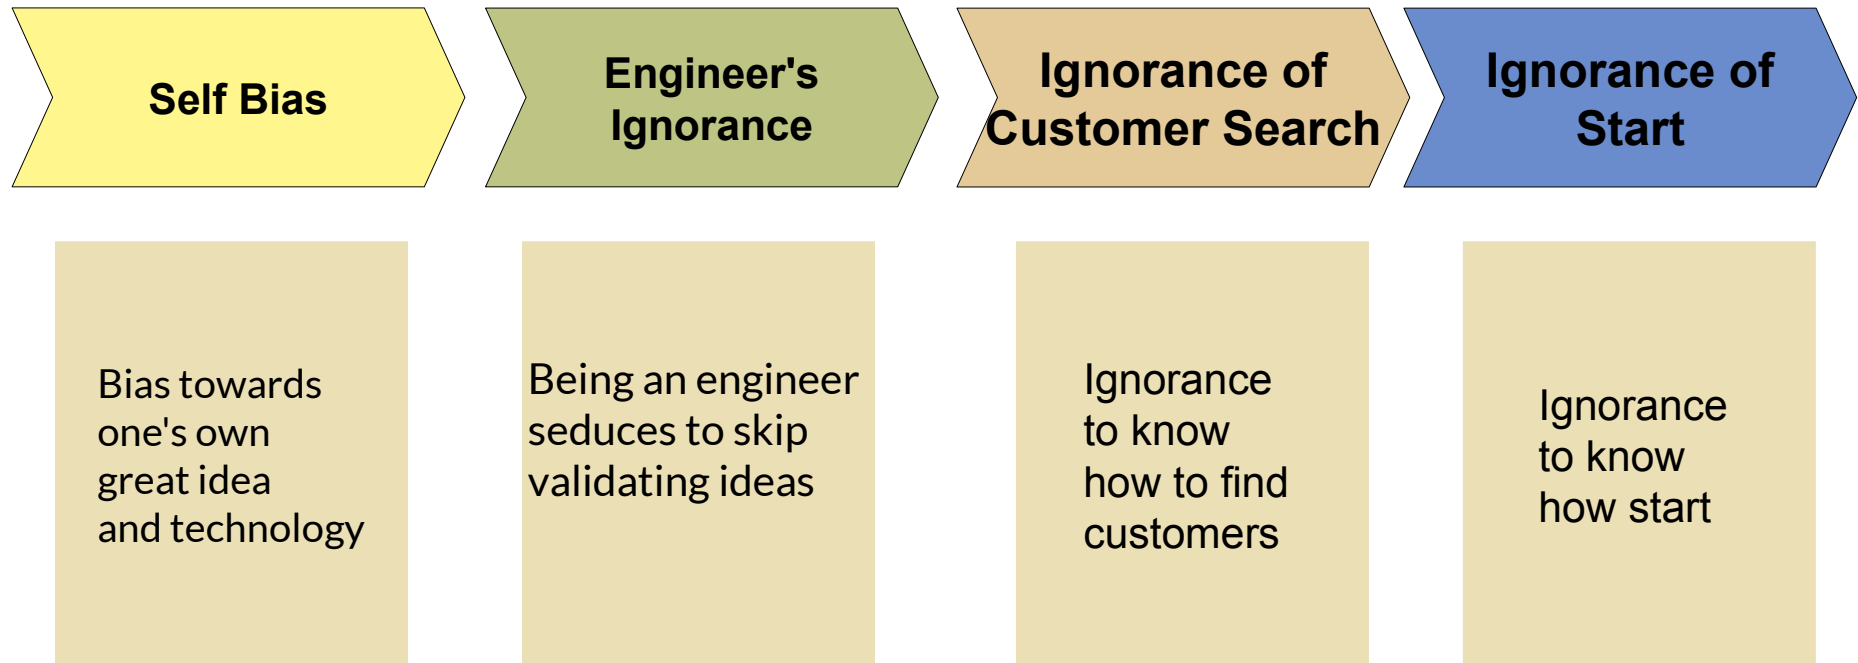 Self Bias
Engineer's
Ignorance
Ignorance of
Customer Search
Ignorance of
Start
Bias towards
one's own
great idea
and technology
Being an engineer
seduces to skip
validating ideas
Ignorance
to know
how to find
customers
Ignorance
to know
how start